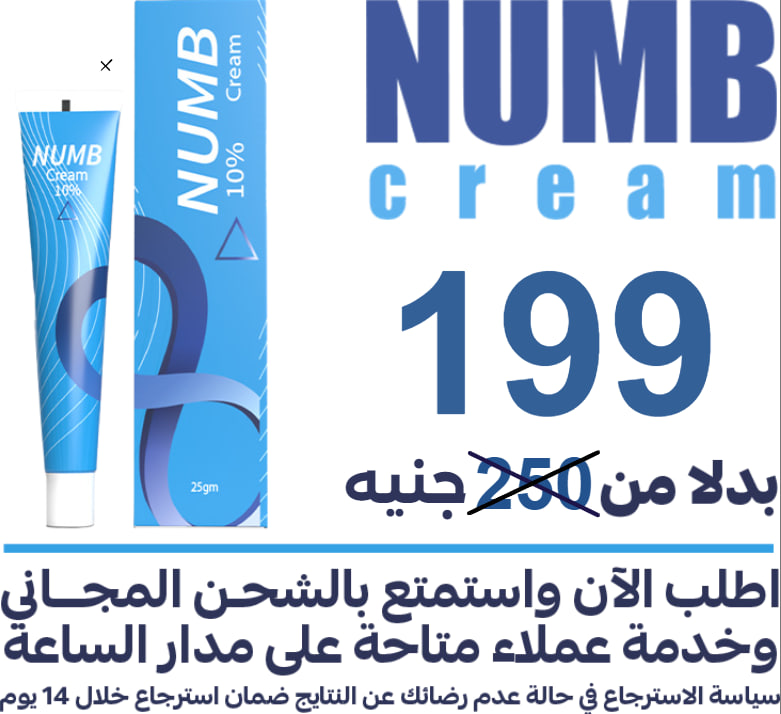 NUMB
cream
NUMB
Cream
10%
NUMB
Cream
10%
25gm
199
بدلا من 250 جنيه
اطلب الآن واستمتع بالشحن المجاني
وخدمة عملاء متاحة على مدار الساعة
سياسة الاسترجاع في حالة عدم رضائك عن النتايج ضمان استرجاع خلال 14 يوم